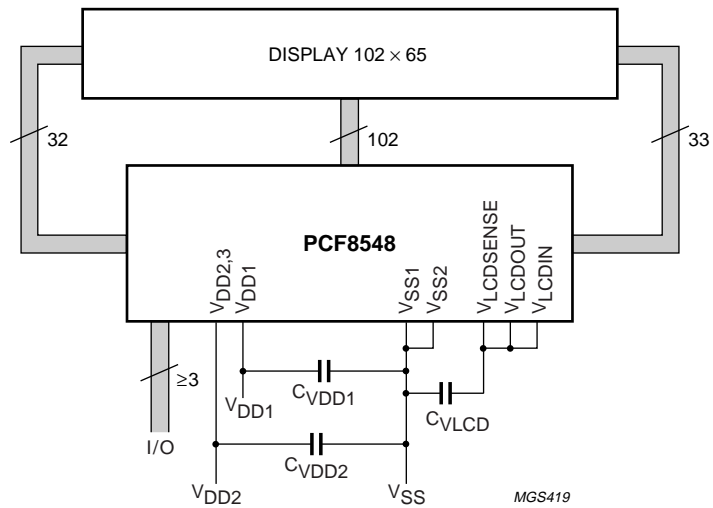 DISPLAY 102 × 65
32
102
33
PCF8548
VDD2,3
VDD1
VSS1
VSS2
VLCDSENSE
VLCDOUT
VLCDIN
≥3
I/O
VDD1
CVDD1
CVLCD
CVDD2
VDD2
VSS
MGS419